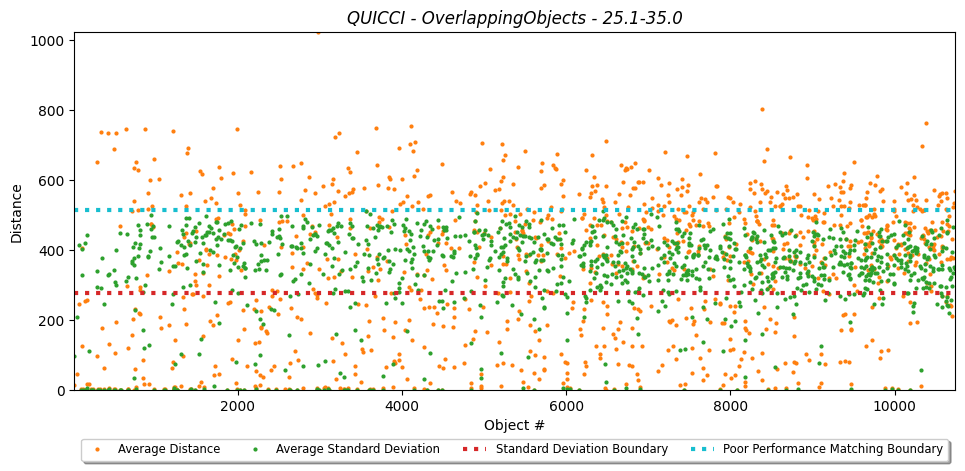 QUICCI - OverlappingObjects - 25.1-35.0
1000
800
600
400
200
0
Distance
2000 4000 6000 8000 10000
Object #
Average Distance Average Standard Deviation Standard Deviation Boundary Poor Performance Matching Boundary